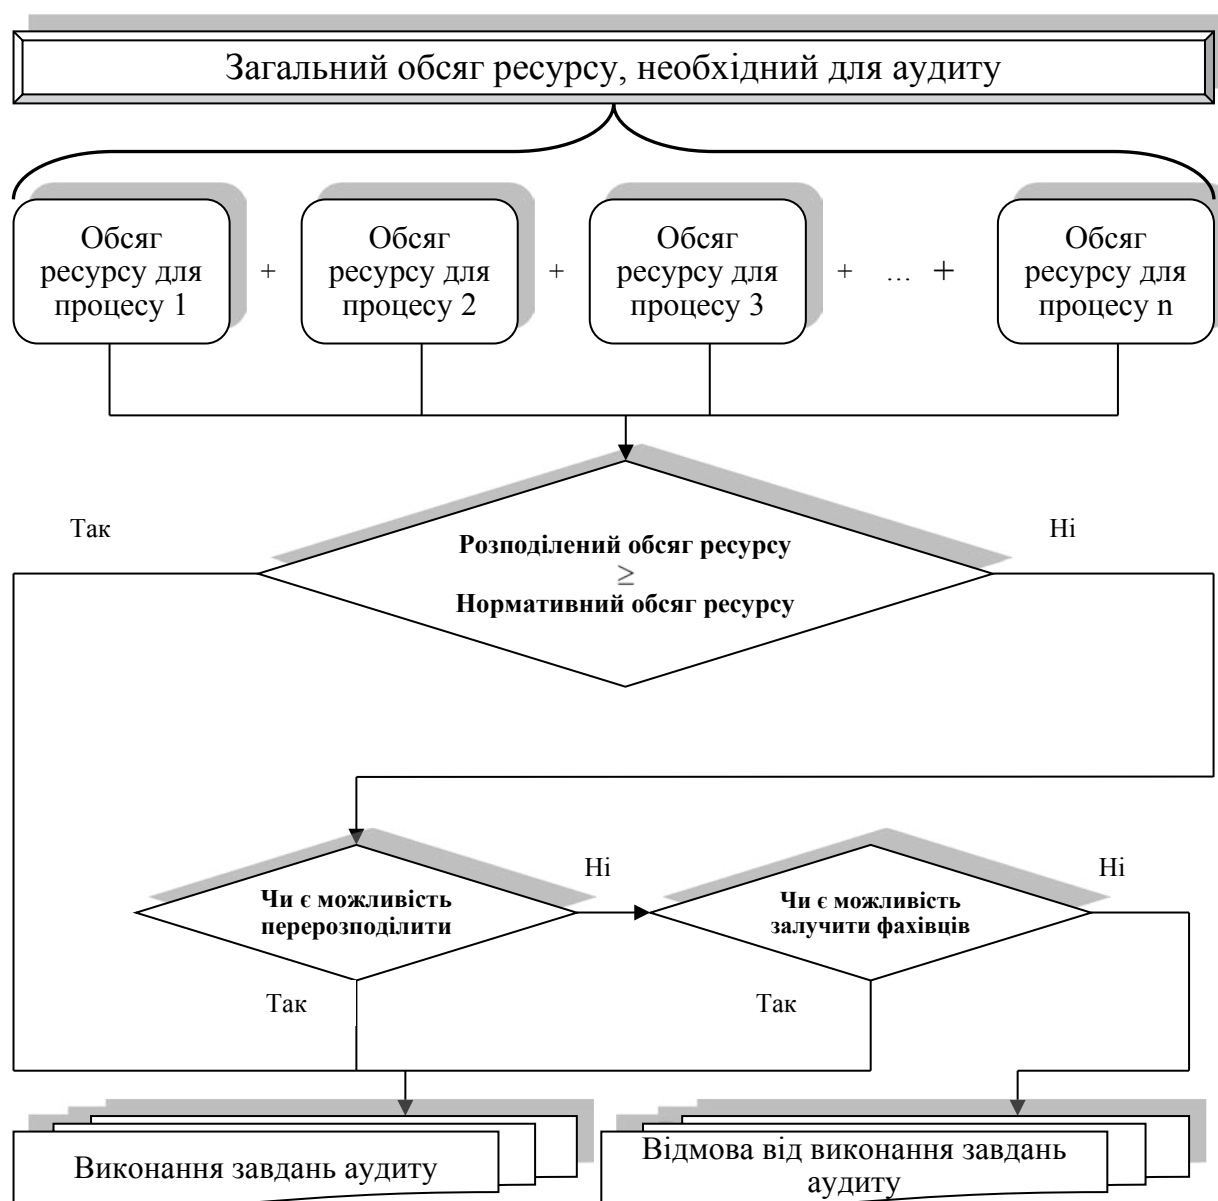 Загальний обсяг ресурсу, необхідний для аудиту
Обсяг
ресурсу для
процесу 1
+
Обсяг
ресурсу для
процесу 2
+
Обсяг
ресурсу для
процесу 3
+ ... +
Обсяг
ресурсу для
процесу n
Так
Ні
Розподілений обсяг ресурсу
≥
Нормативний обсяг ресурсу
Чи є можливість
перерозподілити
Ні
Чи є можливість
залучити фахівців
Ні
Так
Так
Виконання завдань аудиту
Відмова від виконання завдань
аудиту